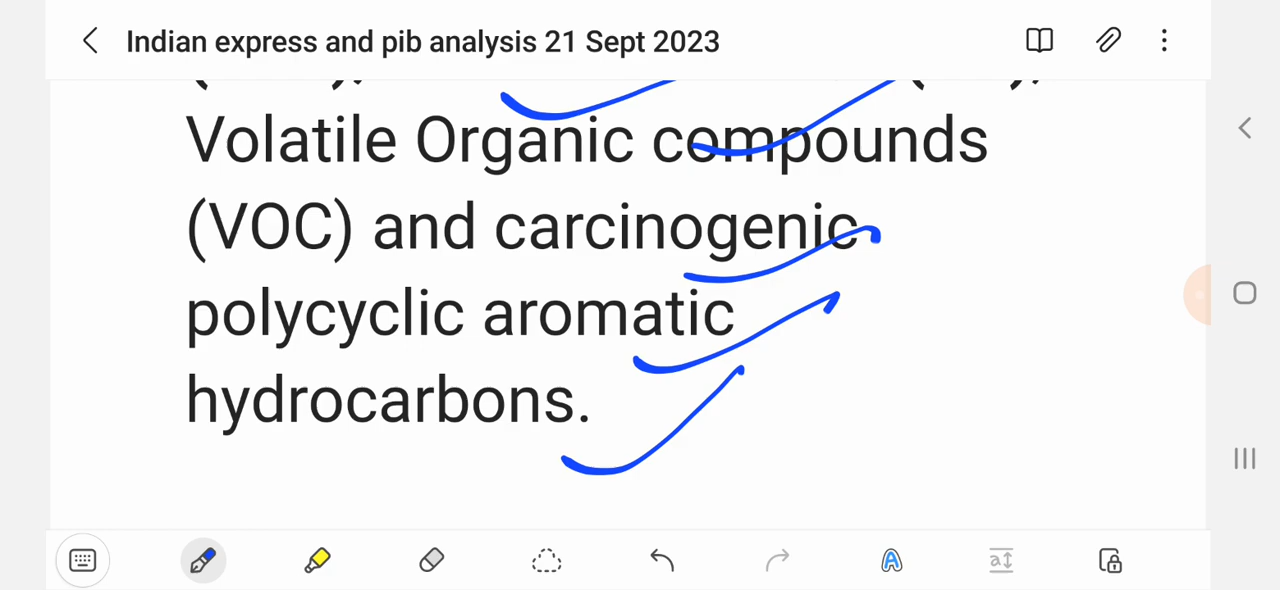 Indian express and pib analysis 21 Sept 2023
Volatile Organic compounds
(VOC) and carcinogenic
polycyclic aromatic
hydrocarbons.